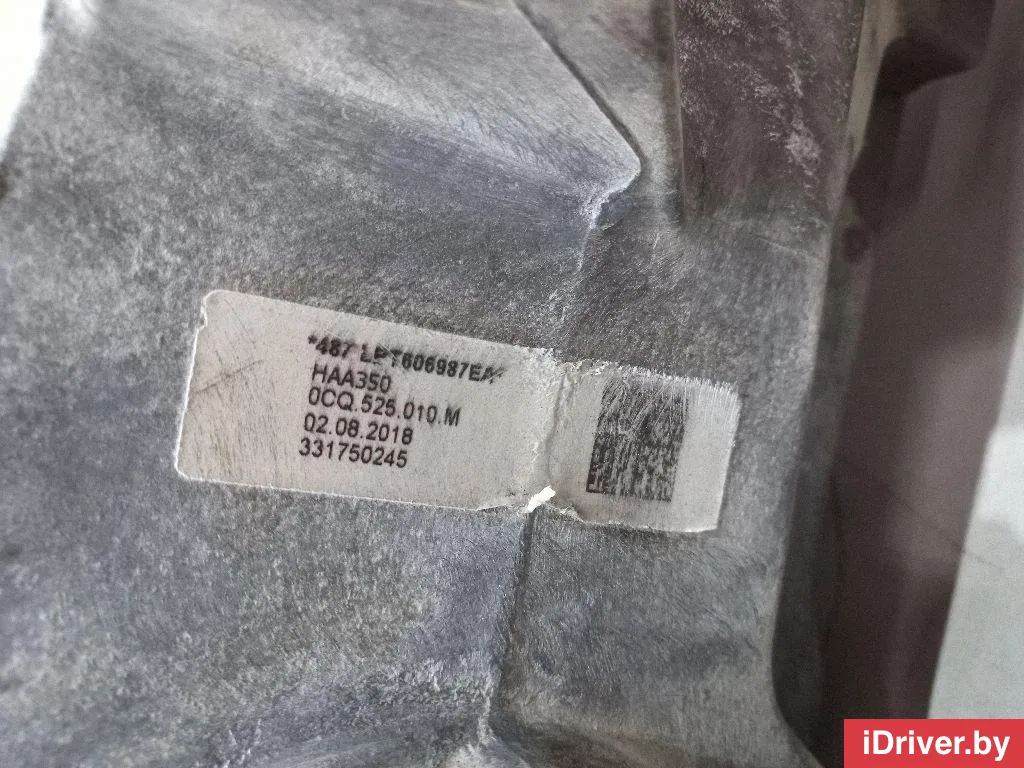 *487 LPT606987EA*
HAA350
0CQ.525.010.M
02.08.2018
331750245
iDriver.by